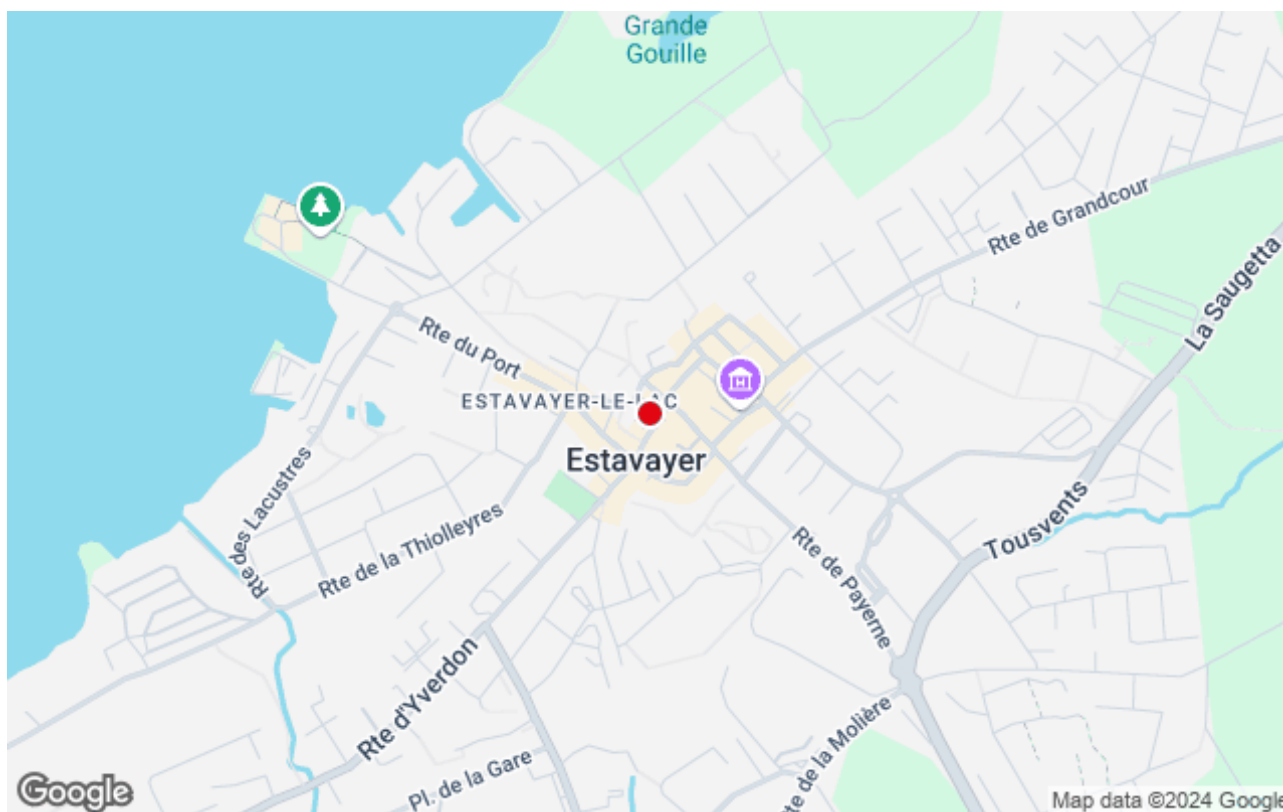 Grande
Gouille
Rte de Grandcour
La Saugetta
Rte du Port
ESTAVAYER-LE-LAC
Estavayer
Rte des Lacustres
Rte de la Thiolleyres
Tousvents
Rte de Payerne
Rte d'Yverdon
Rte de la Molière
Pl. de la Gare
Google
Map data ©2024 Google